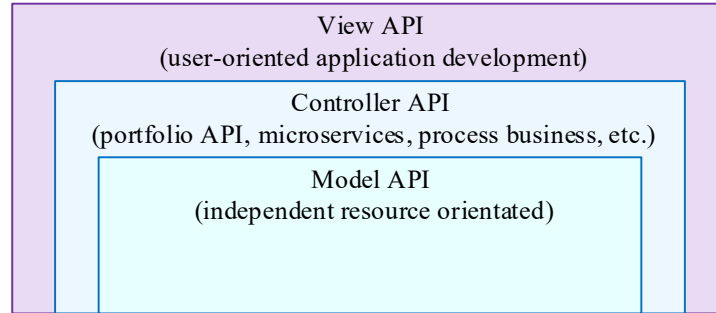 View API
(user-oriented application development)
Controller API
(portfolio API, microservices, process business, etc.)
Model API
(independent resource orientated)